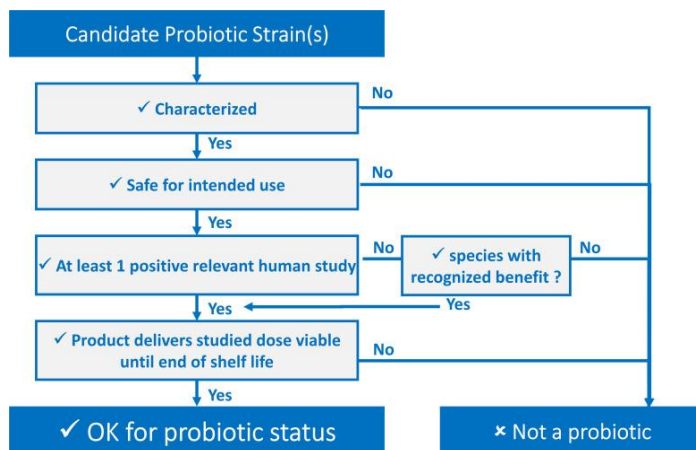 Candidate Probiotic Strain(s)
No
✓ Characterized
Yes
No
✓ Safe for intended use
Yes
No
✓ species with
recognized benefit ?
No
✓ At least 1 positive relevant human study
Yes
Yes
✓ Product delivers studied dose viable
until end of shelf life
No
Yes
✓ OK for probiotic status
✘ Not a probiotic